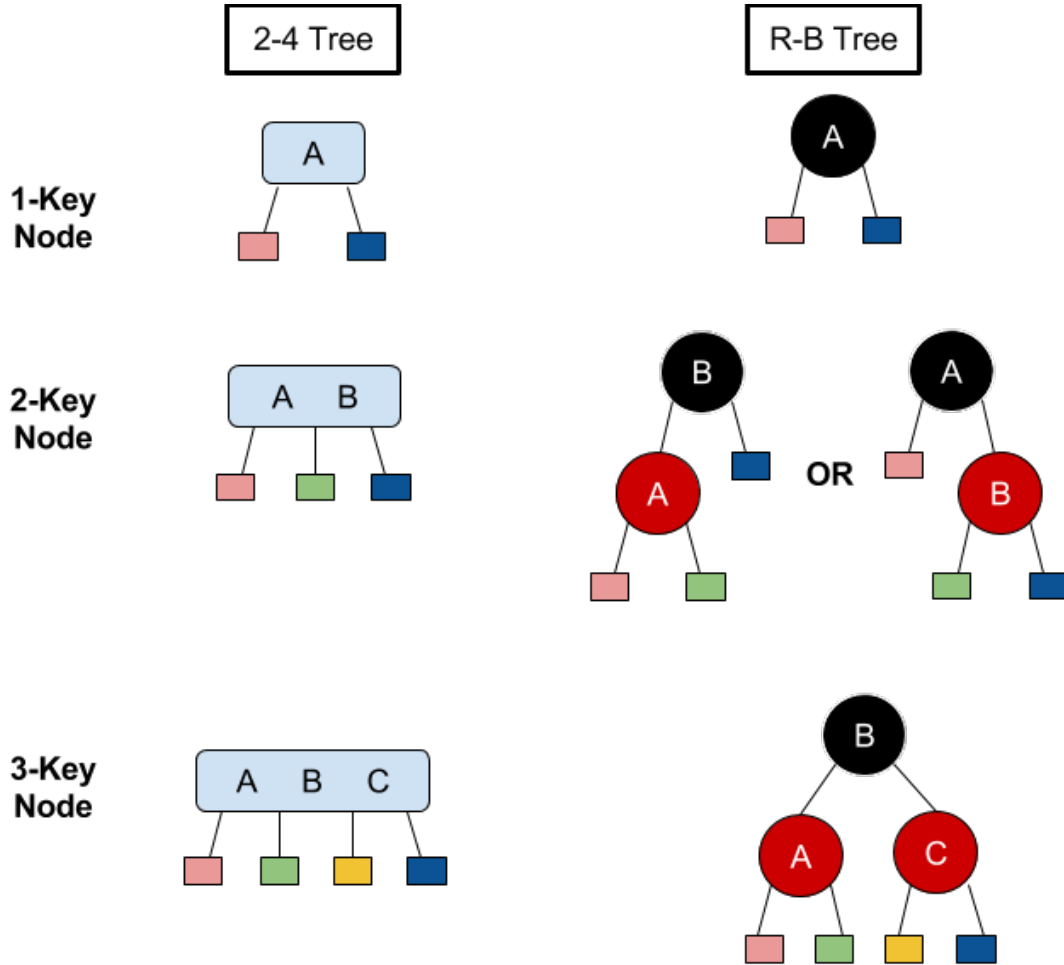 2-4 Tree
R-B Tree
1-Key
Node
A
A
2-Key
Node
A B
B
A
OR
A
B
3-Key
Node
A B C
B
A
C